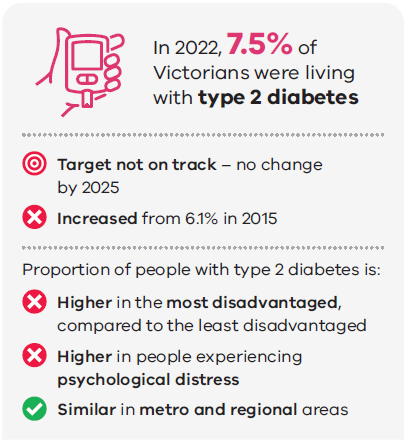 In 2022, 7.5% of
Victorians were living
with type 2 diabetes
Target not on track – no change
by 2025
Increased from 6.1% in 2015
Proportion of people with type 2 diabetes is:
Higher in the most disadvantaged,
compared to the least disadvantaged
Higher in people experiencing
psychological distress
Similar in metro and regional areas